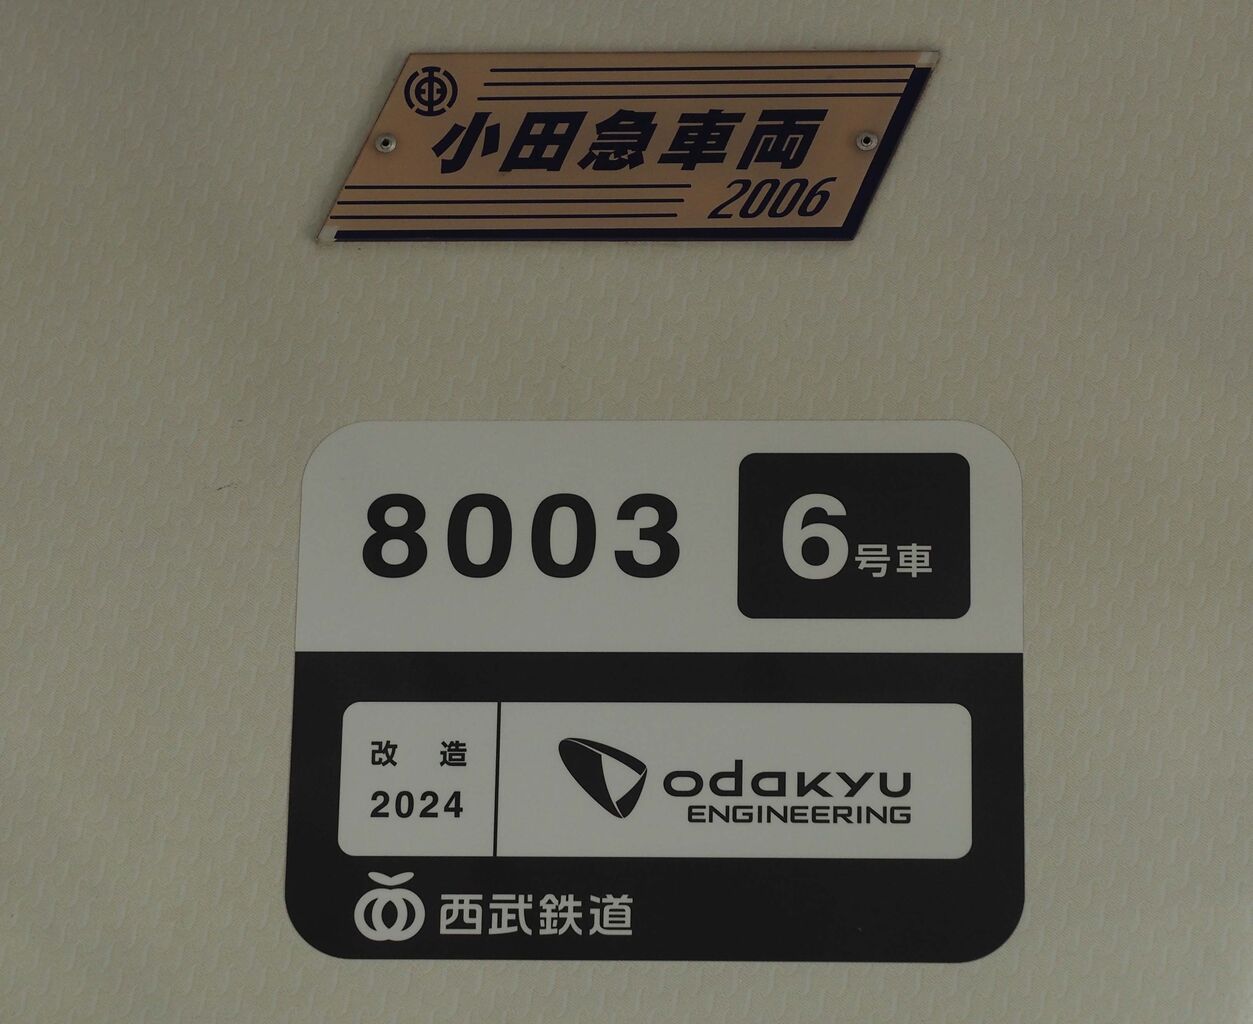 小田急車両
2006
8003
6号車
改造
2024
odakyu
ENGINEERING
西武鉄道